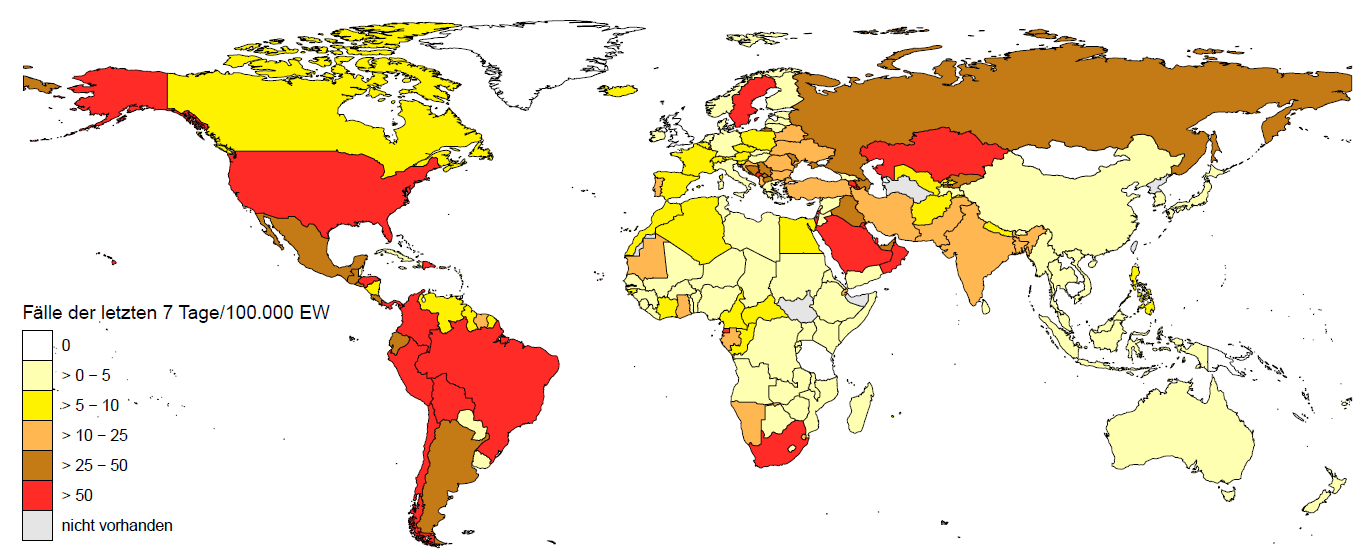 Fälle der letzten 7 Tage/100.000 EW
0
> 0 – 5
> 5 – 10
> 10 – 25
> 25 – 50
> 50
nicht vorhanden